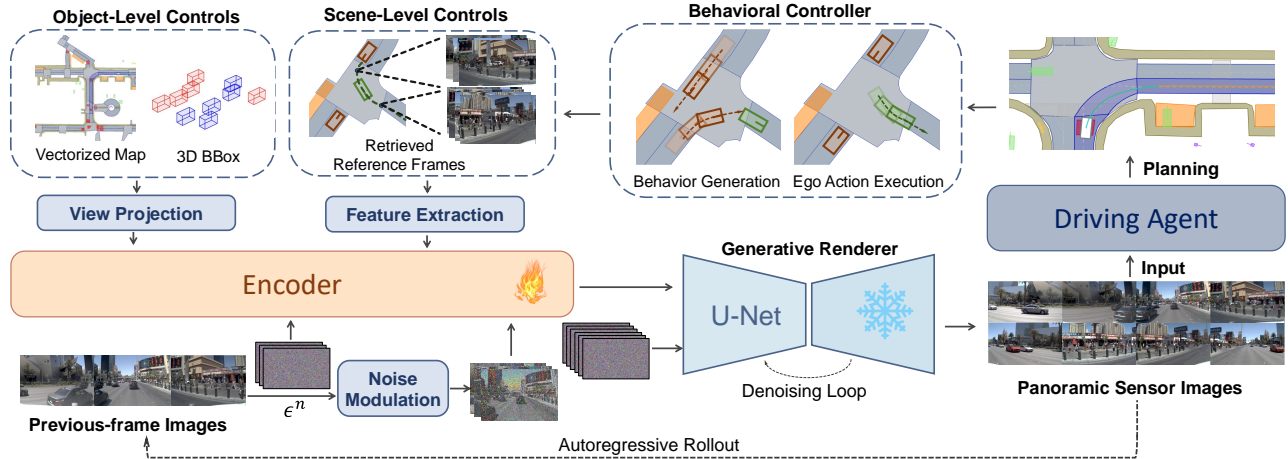 Object-Level Controls
Scene-Level Controls
Behavioral Controller
Vectorized Map
3D BBox
Retrieved
Reference Frames
Behavior Generation
Ego Action Execution
Planning
View Projection
Feature Extraction
Driving Agent
Generative Renderer
Input
Encoder
U-Net
Noise
Modulation
ϵⁿ
Denoising Loop
Previous-frame Images
Panoramic Sensor Images
Autoregressive Rollout